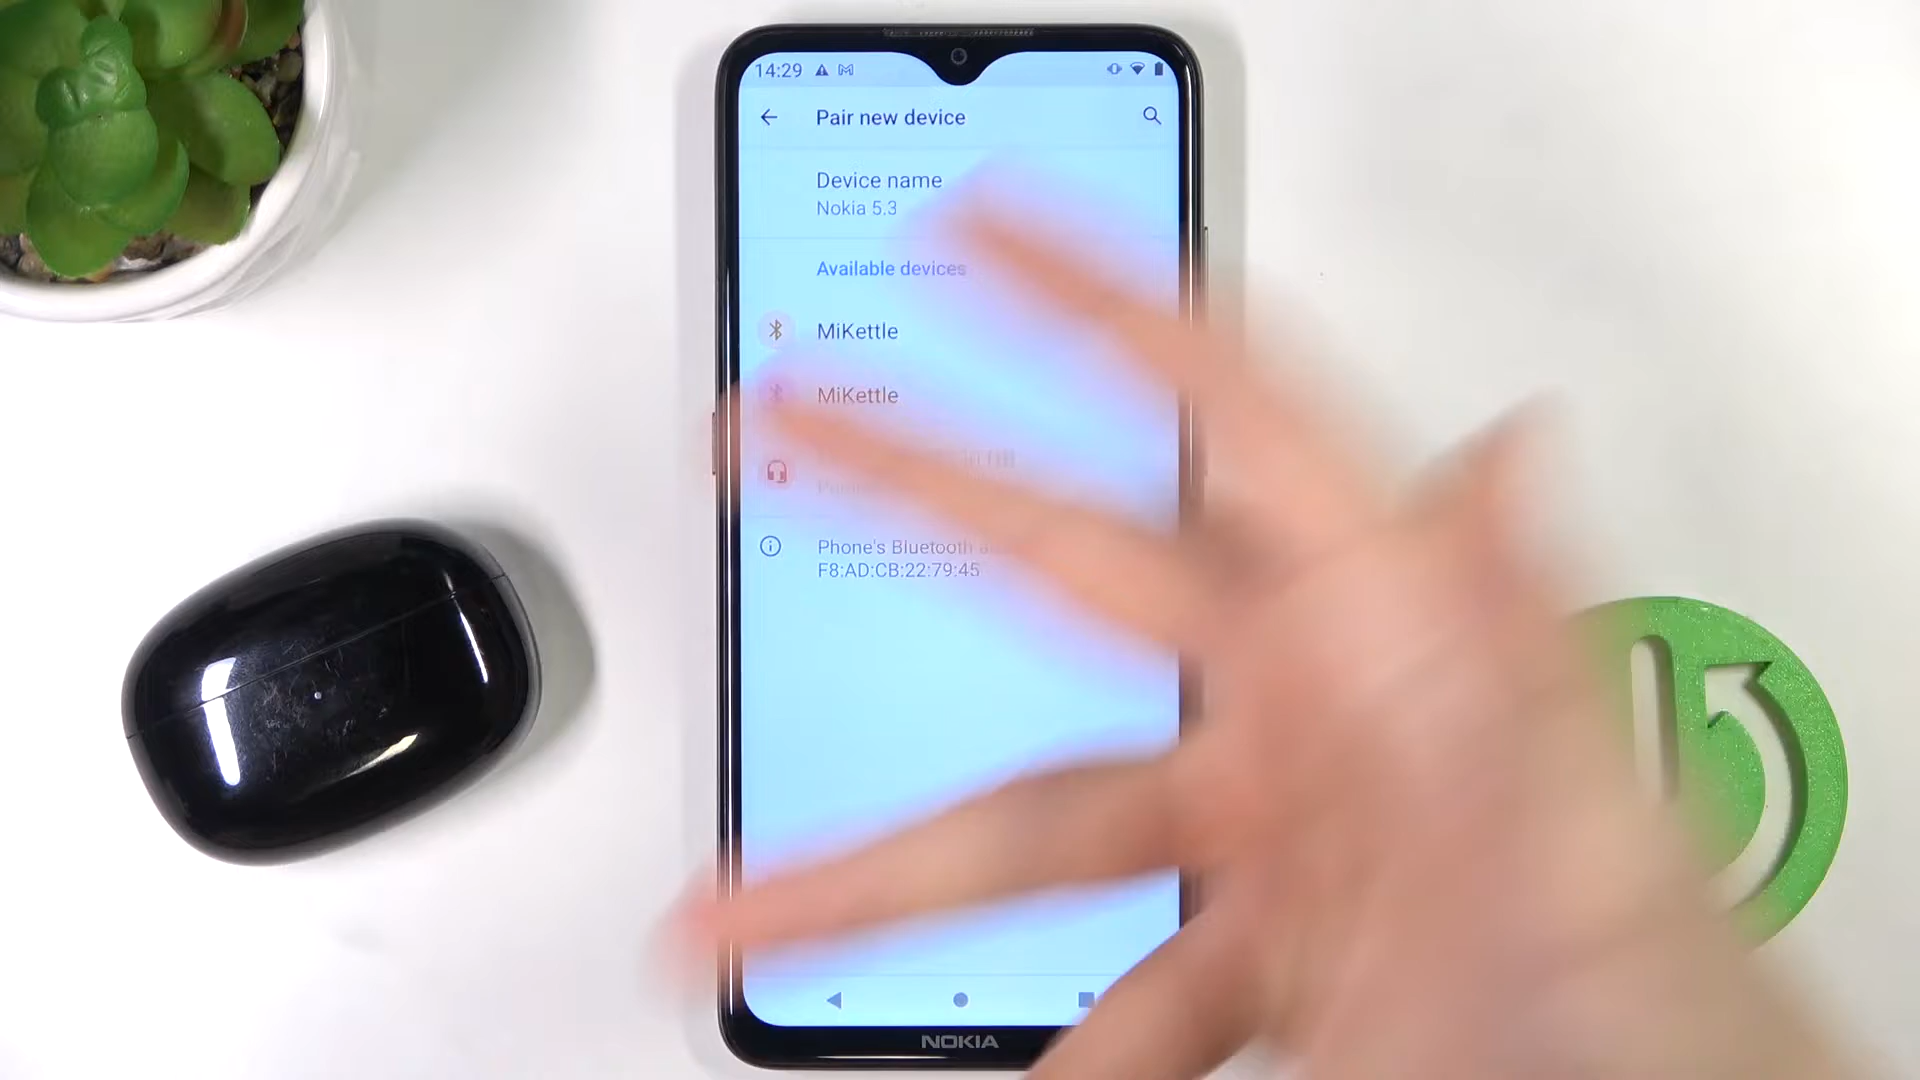 14:29
Pair new device
Device name
Nokia 5.3
Available devices
MiKettle
MiKettle
Phone's Bluetooth
F8:AD:CB:22:79:45
NOKIA